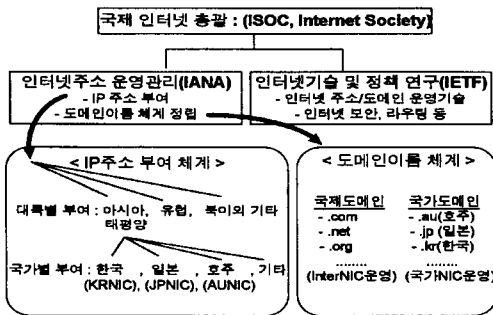 국제 인터넷 총괄 : (ISOC, Internet Society)
인터넷주소 운영관리(IANA)
- IP 주소 부여
- 도메인이름 체계 정립
인터넷기술 및 정책 연구(IETF)
- 인터넷 주소/도메인 운영기술
- 인터넷 보안, 라우팅 등
< IP주소 부여 체계 >
대륙별 부여 : 아시아, 유럽, 북미외 기타
태평양
국가별 부여 : 한국 , 일본 , 호주 , 기타
(KRNIC) (JPNIC), (AUNIC)
< 도메인이름 체계 >
국제도메인 국가도메인
- .com - .au(호주)
- .net - .jp (일본)
- .org - .kr(한국)
........ ........
(InterNIC운영) (국가NIC운영)